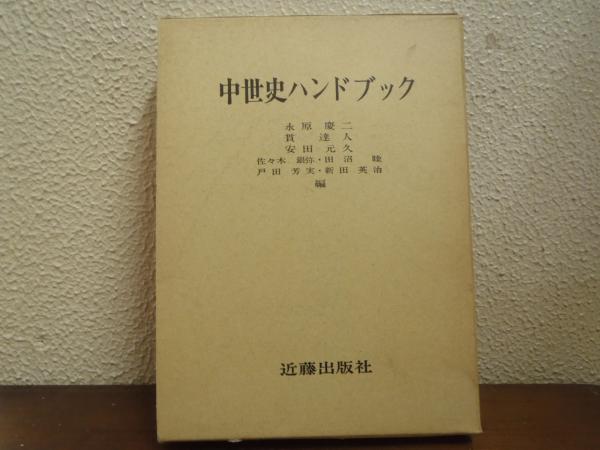 中世史ハンドブック
永原慶二
貫達人
安田元久
佐々木銀弥・田沼睦
戸田芳実・新田英治
編
近藤出版社